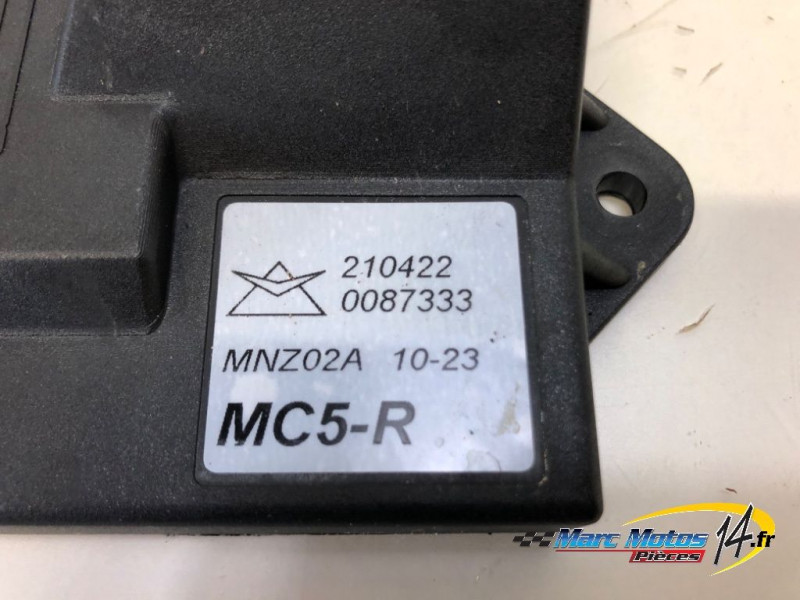 210422
0087333
MNZ02A 10-23
MC5-R
Marc Motos 14.fr
Pièces